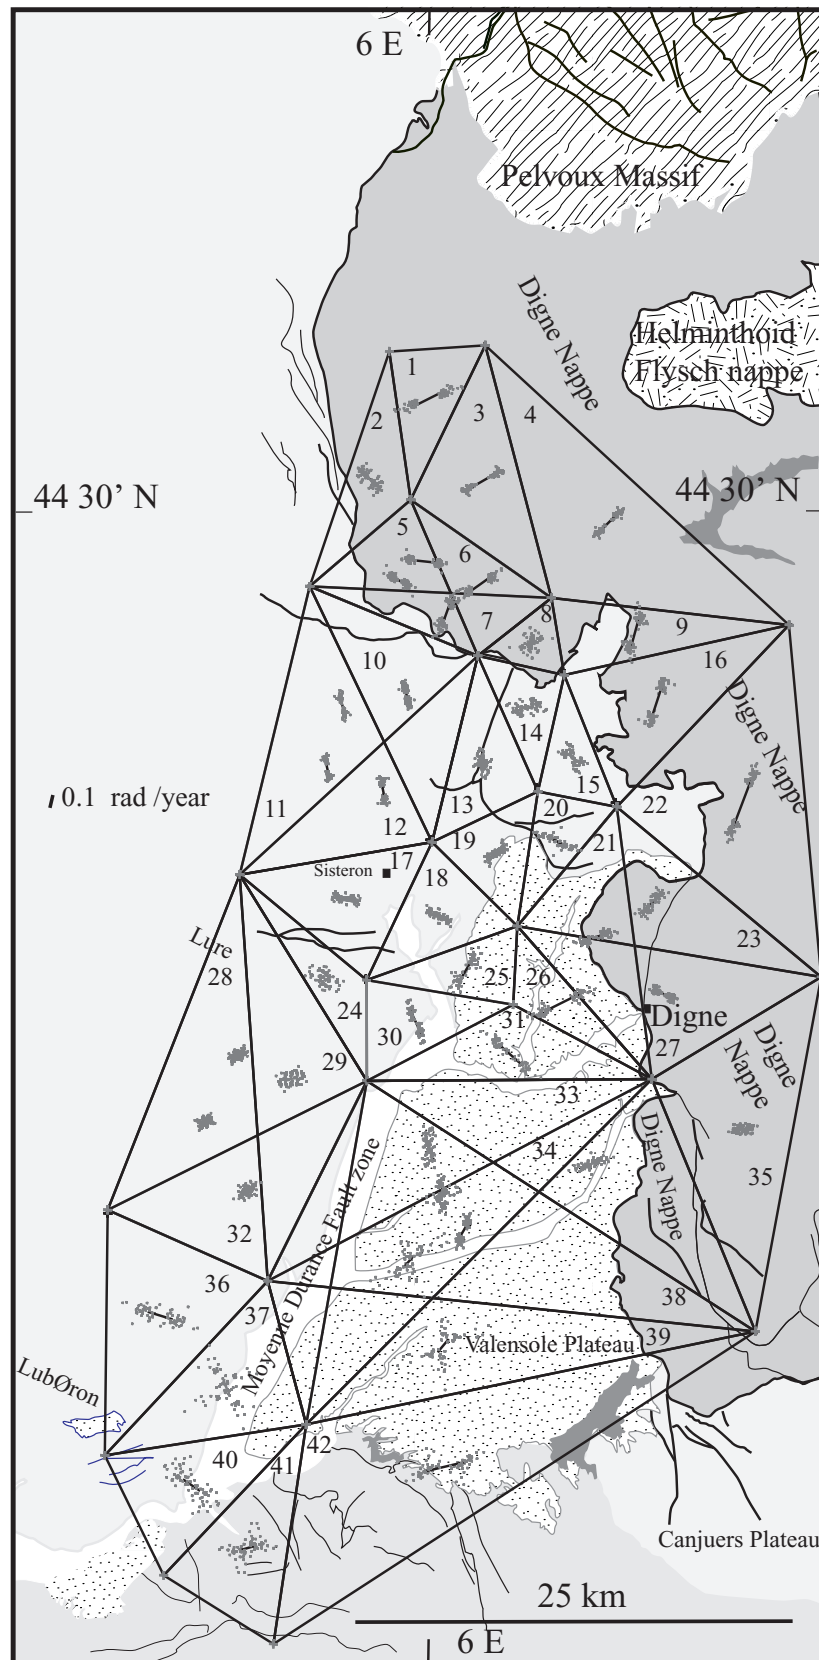 6 E
Pelvoux Massif
Digne Nappe
Helminthoid
Flysch nappe
1
2
3
4
44 30’ N
44 30’ N
5
6
7
8
9
10
16
14
Digne Nappe
0.1 rad /year
11
12
13
15
20
22
19
21
17
Sisteron
18
Lure
28
23
25
26
24
30
31
Digne
29
27
Digne
Nappe
33
34
Digne Nappe
35
32
Moyenne Durance Fault zone
36
37
38
39
Valensole Plateau
LubØron
40
41
42
Canjuers Plateau
25 km
6 E